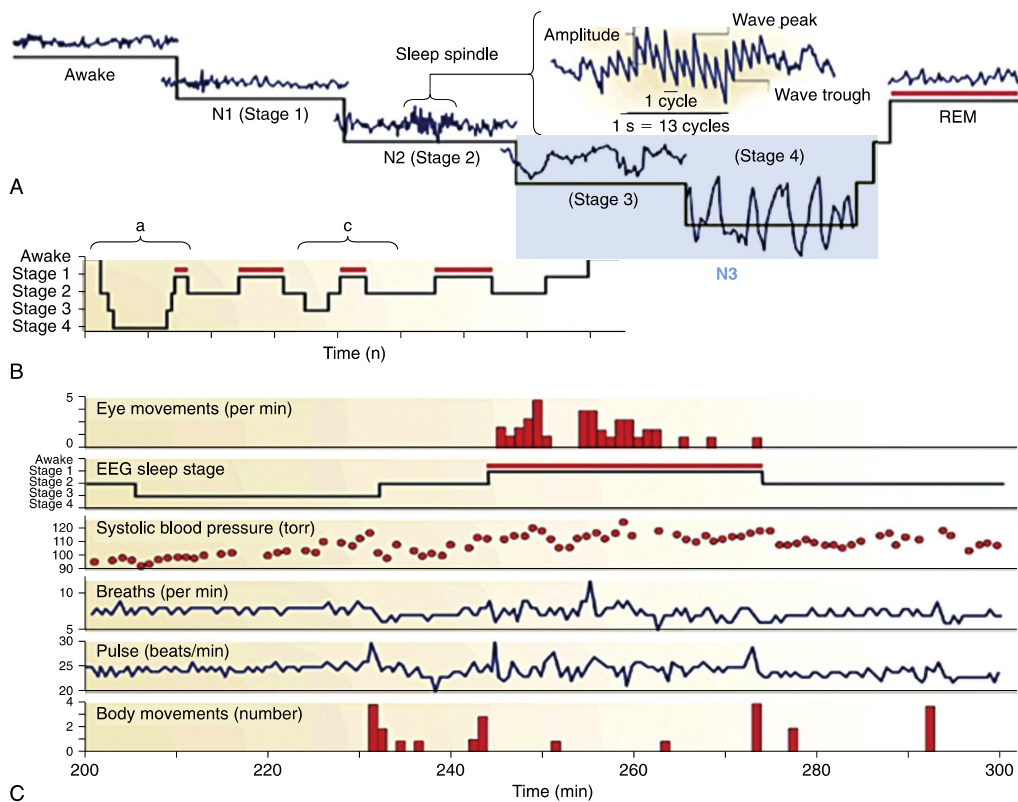 Awake
N1 (Stage 1)
Sleep spindle
N2 (Stage 2)
Amplitude
Wave peak
Wave trough
1 cycle
1 s = 13 cycles
(Stage 3)
(Stage 4)
REM
N3
A
a
c
Awake
Stage 1
Stage 2
Stage 3
Stage 4
Time (n)
B
5
0
Eye movements (per min)
Awake
Stage 1
Stage 2
Stage 3
Stage 4
EEG sleep stage
120
110
100
90
Systolic blood pressure (torr)
10
5
Breaths (per min)
30
25
20
Pulse (beats/min)
4
2
0
Body movements (number)
200
220
240
260
280
300
Time (min)
C